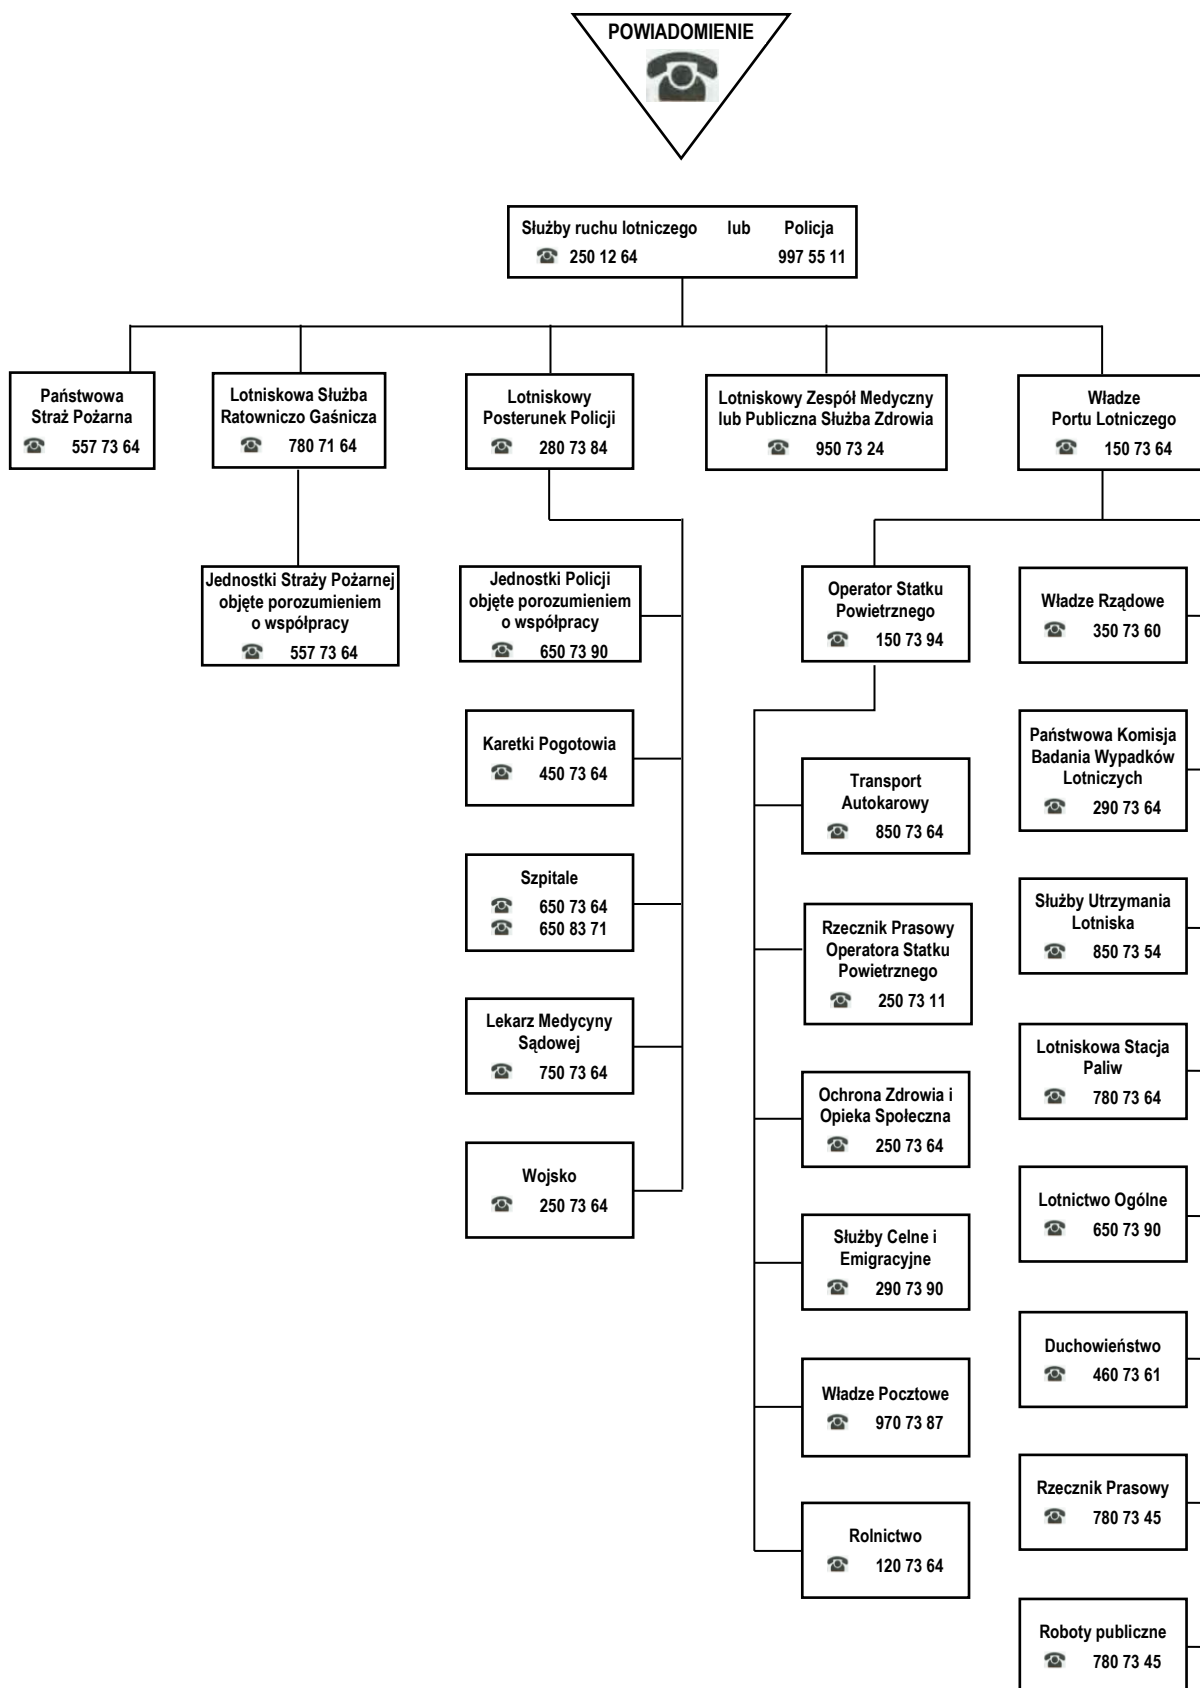 POWIADOMIENIE
Służby ruchu lotniczego lub Policja
250 12 64 997 55 11
Państwowa
Straż Pożarna
557 73 64
Lotniskowa Służba
Ratowniczo Gaśnicza
780 71 64
Lotniskowy
Posterunek Policji
280 73 84
Lotniskowy Zespół Medyczny
lub Publiczna Służba Zdrowia
950 73 24
Władze
Portu Lotniczego
150 73 64
Jednostki Straży Pożarnej
objęte porozumieniem
o współpracy
557 73 64
Jednostki Policji
objęte porozumieniem
o współpracy
650 73 90
Karetki Pogotowia
450 73 64
Szpitale
650 73 64
650 83 71
Lekarz Medycyny
Sądowej
750 73 64
Wojsko
250 73 64
Operator Statku
Powietrznego
150 73 94
Transport
Autokarowy
850 73 64
Rzecznik Prasowy
Operatora Statku
Powietrznego
250 73 11
Ochrona Zdrowia i
Opieka Społeczna
250 73 64
Służby Celne i
Emigracyjne
290 73 90
Władze Pocztowe
970 73 87
Rolnictwo
120 73 64
Władze Rządowe
350 73 60
Państwowa Komisja
Badania Wypadków
Lotniczych
290 73 64
Służby Utrzymania
Lotniska
850 73 54
Lotniskowa Stacja
Paliw
780 73 64
Lotnictwo Ogólne
650 73 90
Duchowieństwo
460 73 61
Rzecznik Prasowy
780 73 45
Roboty publiczne
780 73 45